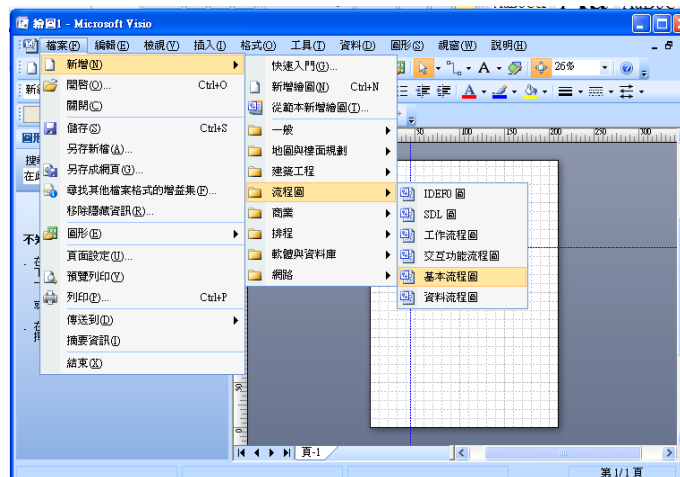 繪圖1 - Microsoft Visio
檔案(F) 編輯(E) 檢視(V) 插入(I) 格式(O) 工具(T) 資料(D) 圖形(S) 視窗(W) 說明(H)
26%
新增(N)
開啓(O)... Ctrl+O
關閉(C)
儲存(S) Ctrl+S
另存新檔(A)...
另存成網頁(G)...
尋找其他檔案格式的增益集(F)...
移除隱藏資訊(R)...
圖形(E)
頁面設定(U)...
預覽列印(V)
列印(P)... Ctrl+P
傳送到(D)
摘要資訊(I)
結束(X)
快速入門(G)...
新增繪圖(N) Ctrl+N
從範本新增繪圖(T)...
一般
地圖與樓面規劃
建築工程
流程圖
商業
排程
軟體與資料庫
網路
IDEF0 圖
SDL 圖
工作流程圖
交互功能流程圖
基本流程圖
資料流程圖
50 100 150 200 250 300
頁-1
第 1/1 頁